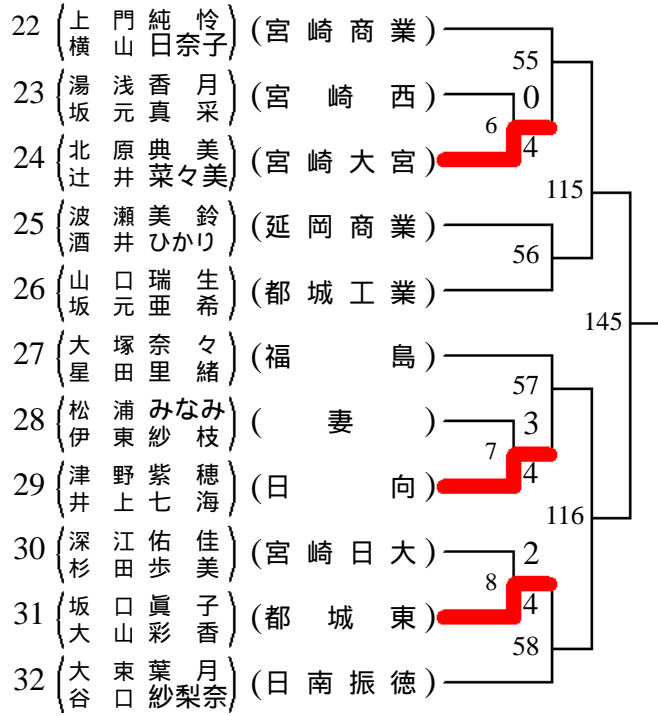 22 上門純怜 (宮崎商業)
横山日奈子
55
23 湯浅香月 (宮崎西) 0
坂元真采
6
24 北原典美 (宮崎大宮) 4
辻井菜々美
115
25 波瀬美鈴 (延岡商業)
酒井ひかり
56
26 山口瑞生 (都城工業)
坂元亜希
145
27 大塚奈々 (福島)
星田里緒
57
28 松浦みなみ (妻) 3
伊東紗枝
7
29 津野紫穂 (日向) 4
井上七海
116
30 深江佑佳 (宮崎日大) 2
杉田歩美
8
31 坂口眞子 (都城東) 4
大山彩香
58
32 大東葉月 (日南振徳)
谷口紗梨奈